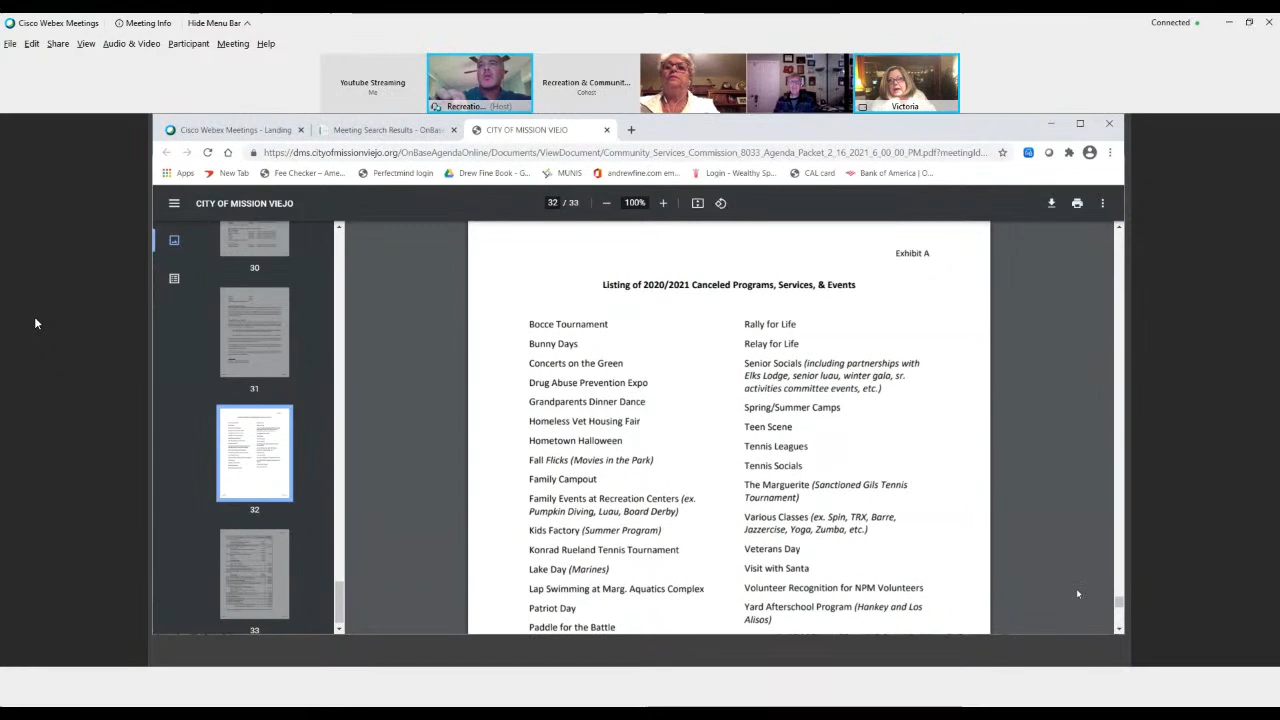 Cisco Webex Meetings Meeting Info Hide Menu Bar Connected
File Edit Share View Audio & Video Participant Meeting Help
Youtube Streaming
Me
Recreatio... (Host)
Recreation & Communit...
Cohost
Victoria
Cisco Webex Meetings - Landing Meeting Search Results - OnBase CITY OF MISSION VIEJO
https://dms.cityofmissionviejo.org/OnBaseAgendaOnline/Documents/ViewDocument/Community_Services_Commission_8033_Agenda_Packet_2_16_2021_6_00_00_PM.pdf?meetingId...
Apps New Tab Fee Checker – Ame... Perfectmind login Drew Fine Book - G... MUNIS andrewfine.com em... Login - Wealthy Sp... CAL card Bank of America | O...
CITY OF MISSION VIEJO 32 / 33 100%
30
31
32
33
Exhibit A
Listing of 2020/2021 Canceled Programs, Services, & Events
Bocce Tournament
Bunny Days
Concerts on the Green
Drug Abuse Prevention Expo
Grandparents Dinner Dance
Homeless Vet Housing Fair
Hometown Halloween
Fall Flicks (Movies in the Park)
Family Campout
Family Events at Recreation Centers (ex.
Pumpkin Diving, Luau, Board Derby)
Kids Factory (Summer Program)
Konrad Rueland Tennis Tournament
Lake Day (Marines)
Lap Swimming at Marg. Aquatics Complex
Patriot Day
Paddle for the Battle
Rally for Life
Relay for Life
Senior Socials (including partnerships with
Elks Lodge, senior luau, winter gala, sr.
activities committee events, etc.)
Spring/Summer Camps
Teen Scene
Tennis Leagues
Tennis Socials
The Marguerite (Sanctioned Gils Tennis
Tournament)
Various Classes (ex. Spin, TRX, Barre,
Jazzercise, Yoga, Zumba, etc.)
Veterans Day
Visit with Santa
Volunteer Recognition for NPM Volunteers
Yard Afterschool Program (Hankey and Los
Alisos)